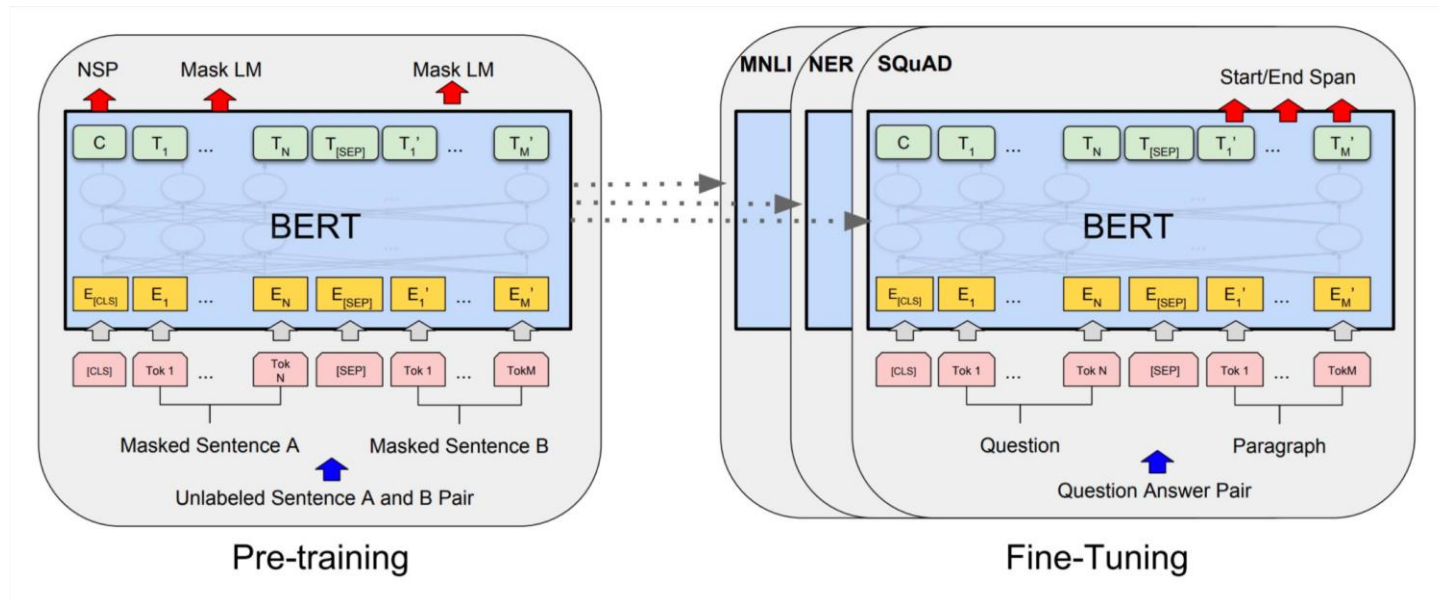 NSP Mask LM Mask LM
C T1 ... TN T[SEP] T1' ... TM'
...
BERT
...
E[CLS] E1 ... EN E[SEP] E1' ... EM'
[CLS] Tok 1 ... Tok N [SEP] Tok 1 ... TokM
Masked Sentence A Masked Sentence B
Unlabeled Sentence A and B Pair
Pre-training
MNLI NER SQuAD
Start/End Span
C T1 ... TN T[SEP] T1' ... TM'
...
BERT
...
E[CLS] E1 ... EN E[SEP] E1' ... EM'
[CLS] Tok 1 ... Tok N [SEP] Tok 1 ... TokM
Question Paragraph
Question Answer Pair
Fine-Tuning